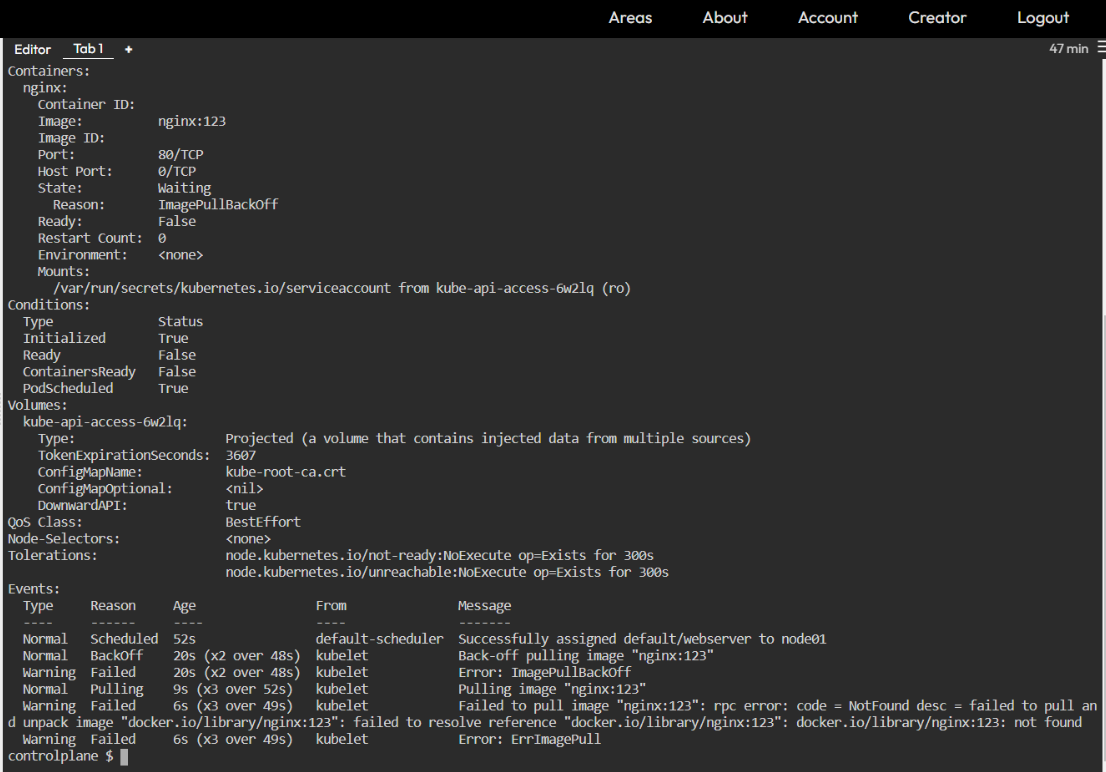 Areas About Account Creator Logout
Editor Tab 1 + 47 min
Containers:
  nginx:
    Container ID:
    Image:          nginx:123
    Image ID:
    Port:           80/TCP
    Host Port:      0/TCP
    State:          Waiting
      Reason:       ImagePullBackOff
    Ready:          False
    Restart Count:  0
    Environment:    <none>
    Mounts:
      /var/run/secrets/kubernetes.io/serviceaccount from kube-api-access-6w2lq (ro)
Conditions:
  Type              Status
  Initialized       True
  Ready             False
  ContainersReady   False
  PodScheduled      True
Volumes:
  kube-api-access-6w2lq:
    Type:                    Projected (a volume that contains injected data from multiple sources)
    TokenExpirationSeconds:  3607
    ConfigMapName:           kube-root-ca.crt
    ConfigMapOptional:       <nil>
    DownwardAPI:             true
QoS Class:                   BestEffort
Node-Selectors:              <none>
Tolerations:                 node.kubernetes.io/not-ready:NoExecute op=Exists for 300s
                             node.kubernetes.io/unreachable:NoExecute op=Exists for 300s
Events:
  Type     Reason     Age                From               Message
  ----     ------     ----               ----               -------
  Normal   Scheduled  52s                default-scheduler  Successfully assigned default/webserver to node01
  Normal   BackOff    20s (x2 over 48s)  kubelet            Back-off pulling image "nginx:123"
  Warning  Failed     20s (x2 over 48s)  kubelet            Error: ImagePullBackOff
  Normal   Pulling    9s (x3 over 52s)   kubelet            Pulling image "nginx:123"
  Warning  Failed     6s (x3 over 49s)   kubelet            Failed to pull image "nginx:123": rpc error: code = NotFound desc = failed to pull an
d unpack image "docker.io/library/nginx:123": failed to resolve reference "docker.io/library/nginx:123": docker.io/library/nginx:123: not found
  Warning  Failed     6s (x3 over 49s)   kubelet            Error: ErrImagePull
controlplane $